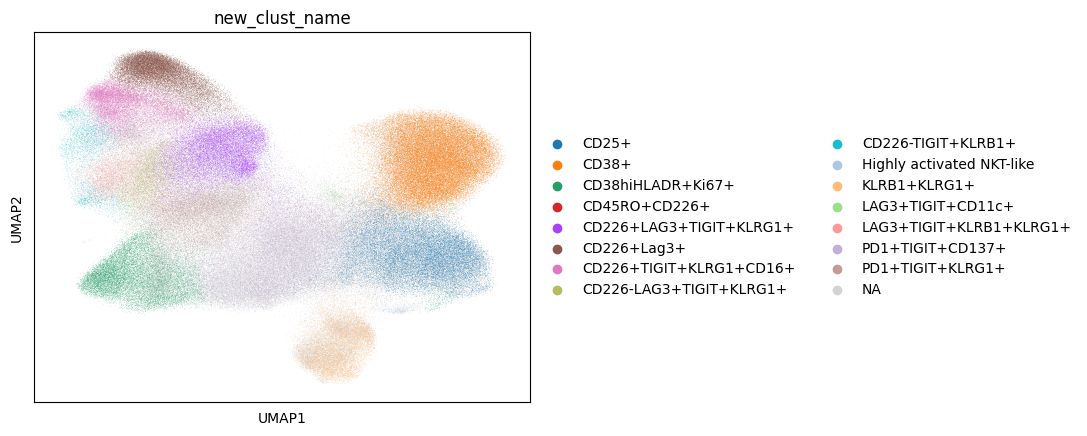 new_clust_name
UMAP2
UMAP1
CD25+
CD38+
CD38hiHLADR+Ki67+
CD45RO+CD226+
CD226+LAG3+TIGIT+KLRG1+
CD226+Lag3+
CD226+TIGIT+KLRG1+CD16+
CD226-LAG3+TIGIT+KLRG1+
CD226-TIGIT+KLRB1+
Highly activated NKT-like
KLRB1+KLRG1+
LAG3+TIGIT+CD11c+
LAG3+TIGIT+KLRB1+KLRG1+
PD1+TIGIT+CD137+
PD1+TIGIT+KLRG1+
NA